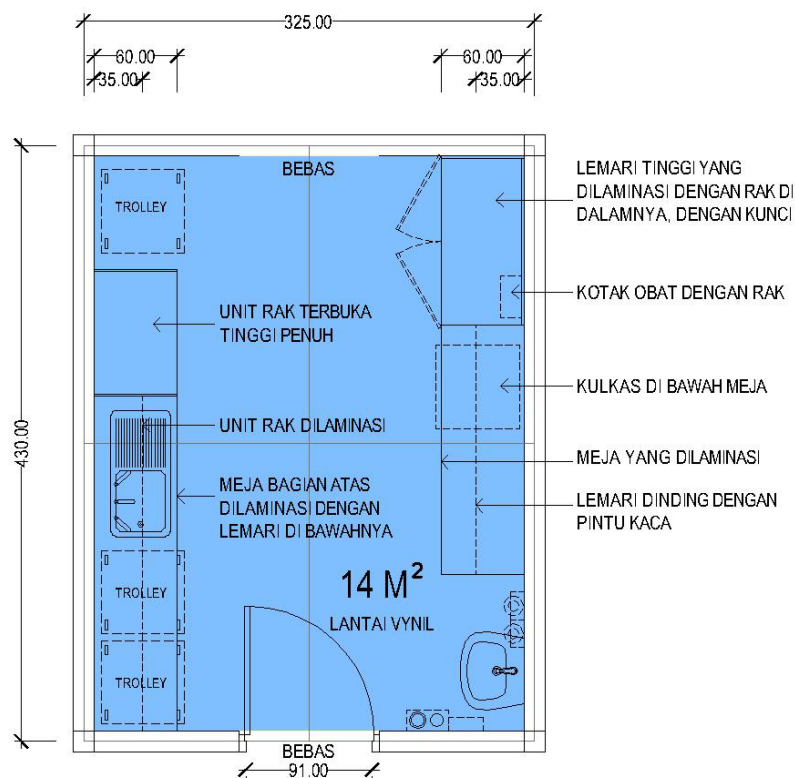 325.00
60.00
60.00
35.00
35.00
430.00
BEBAS
TROLLEY
LEMARI TINGGI YANG
DILAMINASI DENGAN RAK DI
DALAMNYA, DENGAN KUNCI
KOTAK OBAT DENGAN RAK
UNIT RAK TERBUKA
TINGGI PENUH
KULKAS DI BAWAH MEJA
UNIT RAK DILAMINASI
MEJA YANG DILAMINASI
MEJA BAGIAN ATAS
DILAMINASI DENGAN
LEMARI DI BAWAHNYA
LEMARI DINDING DENGAN
PINTU KACA
14 M²
LANTAI VYNIL
TROLLEY
TROLLEY
BEBAS
91.00